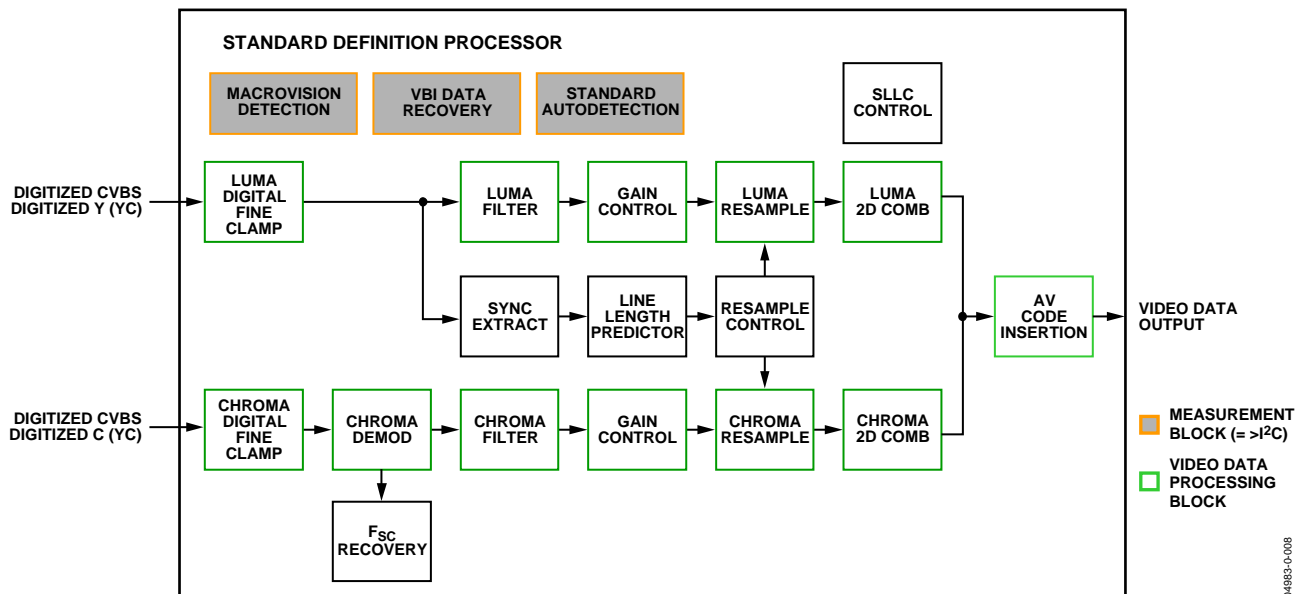 STANDARD DEFINITION PROCESSOR
MACROVISION
DETECTION
VBI DATA
RECOVERY
STANDARD
AUTODETECTION
SLLC
CONTROL
DIGITIZED CVBS
DIGITIZED Y (YC)
LUMA
DIGITAL
FINE
CLAMP
LUMA
FILTER
GAIN
CONTROL
LUMA
RESAMPLE
LUMA
2D COMB
SYNC
EXTRACT
LINE
LENGTH
PREDICTOR
RESAMPLE
CONTROL
AV
CODE
INSERTION
VIDEO DATA
OUTPUT
DIGITIZED CVBS
DIGITIZED C (YC)
CHROMA
DIGITAL
FINE
CLAMP
CHROMA
DEMOD
CHROMA
FILTER
GAIN
CONTROL
CHROMA
RESAMPLE
CHROMA
2D COMB
FSC
RECOVERY
MEASUREMENT
BLOCK (= >I²C)
VIDEO DATA
PROCESSING
BLOCK
04983-0-008